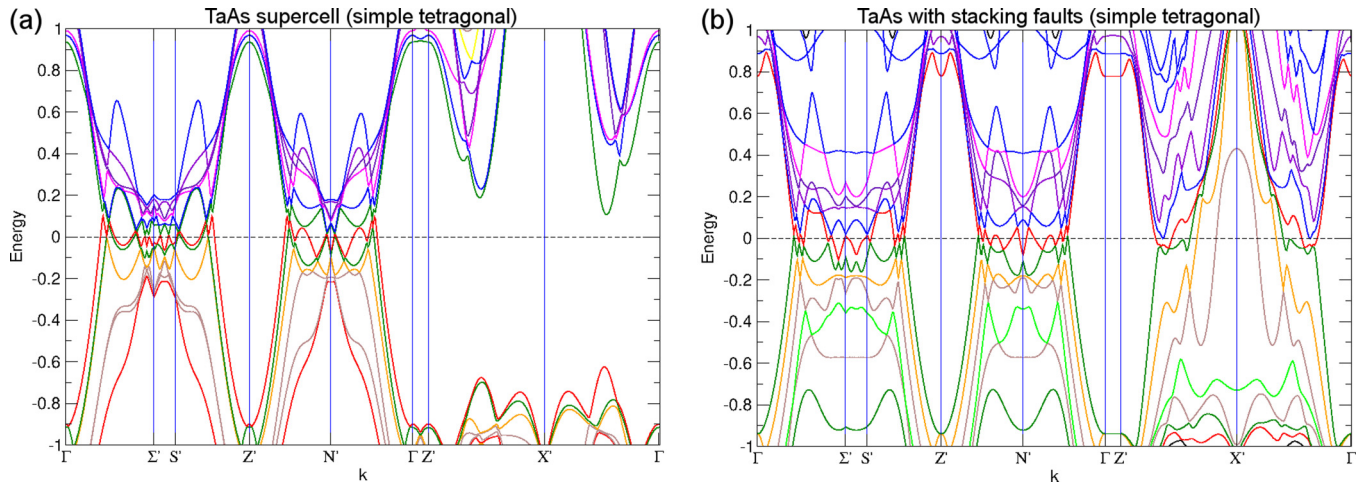 (a)
TaAs supercell (simple tetragonal)
1
0.8
0.6
0.4
0.2
0
-0.2
-0.4
-0.6
-0.8
-1
Energy
Γ
Σ'
S'
Z'
N'
Γ
Z'
X'
Γ
k
(b)
TaAs with stacking faults (simple tetragonal)
1
0.8
0.6
0.4
0.2
0
-0.2
-0.4
-0.6
-0.8
-1
Energy
Γ
Σ'
S'
Z'
N'
Γ
Z'
X'
Γ
k